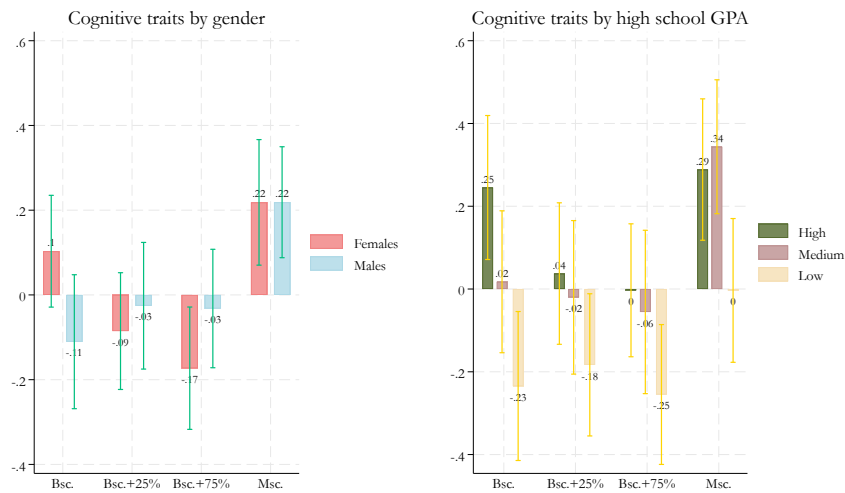 Cognitive traits by gender
.6
.4
.2
0
-.2
-.4
.1
-.11
-.09
-.03
-.17
-.03
.22
.22
Bsc.
Bsc.+25%
Bsc.+75%
Msc.
Females
Males
Cognitive traits by high school GPA
.6
.4
.2
0
-.2
-.4
.25
.02
-.23
.04
-.02
-.18
0
-.06
-.25
.29
.34
0
Bsc.
Bsc.+25%
Bsc.+75%
Msc.
High
Medium
Low